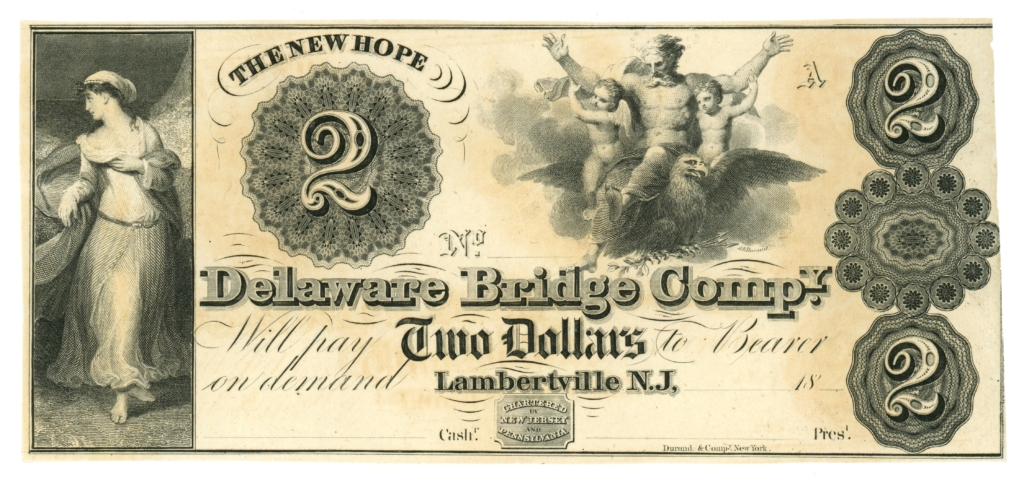 THE NEW HOPE
2
2
A
No
Delaware Bridge Compy.
Will pay Two Dollars to Bearer
on demand Lambertville N.J, 18
CHARTERED
BY
NEW JERSEY
AND
PENNSYLVANIA
Cashr. Prest.
2
Durand & Compy. New York.